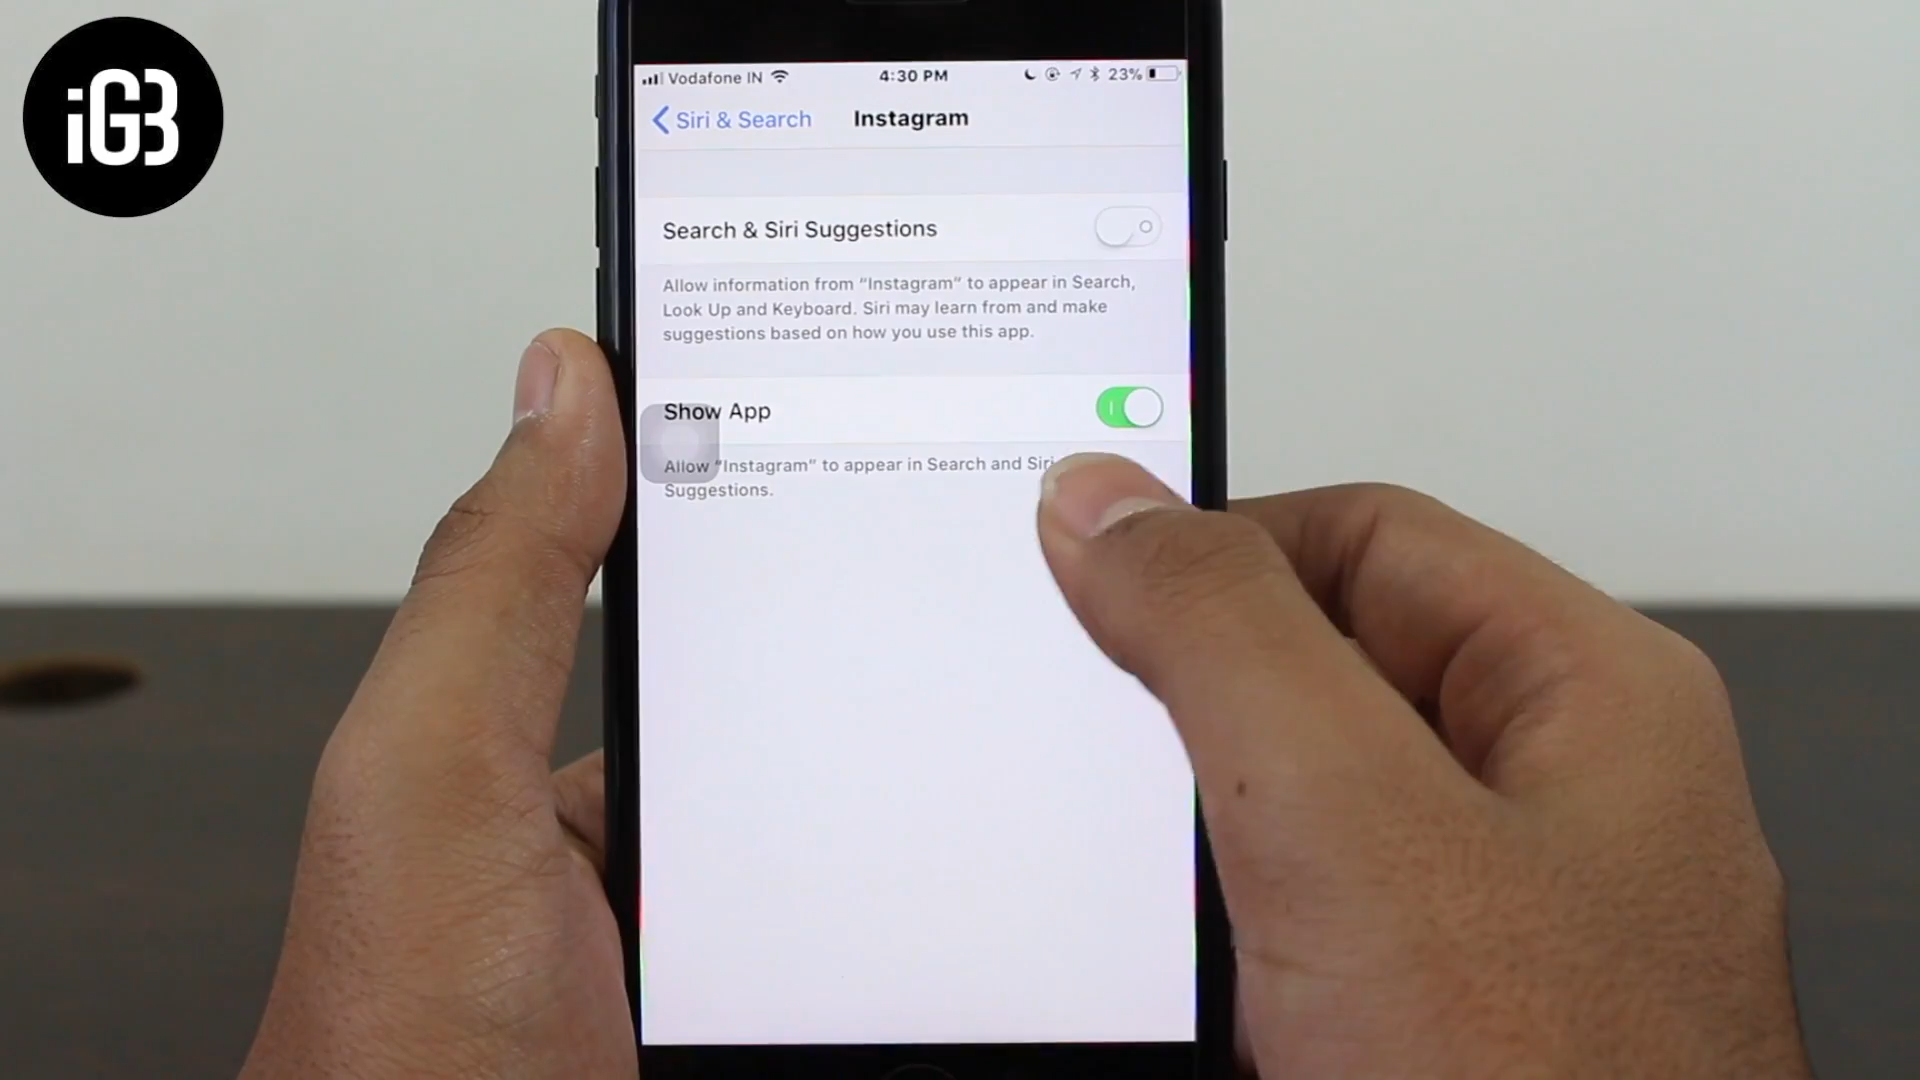 iGB
Vodafone IN
4:30 PM
23%
Siri & Search
Instagram
Search & Siri Suggestions
Allow information from “Instagram” to appear in Search,
Look Up and Keyboard. Siri may learn from and make
suggestions based on how you use this app.
Show App
Allow “Instagram” to appear in Search and Siri
Suggestions.